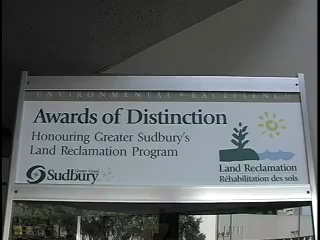 ENVIRONMENTAL • EXCELLENCE
Awards of Distinction
Honouring Greater Sudbury's
Land Reclamation Program
Land Reclamation
Réhabilitation des sols
Sudbury